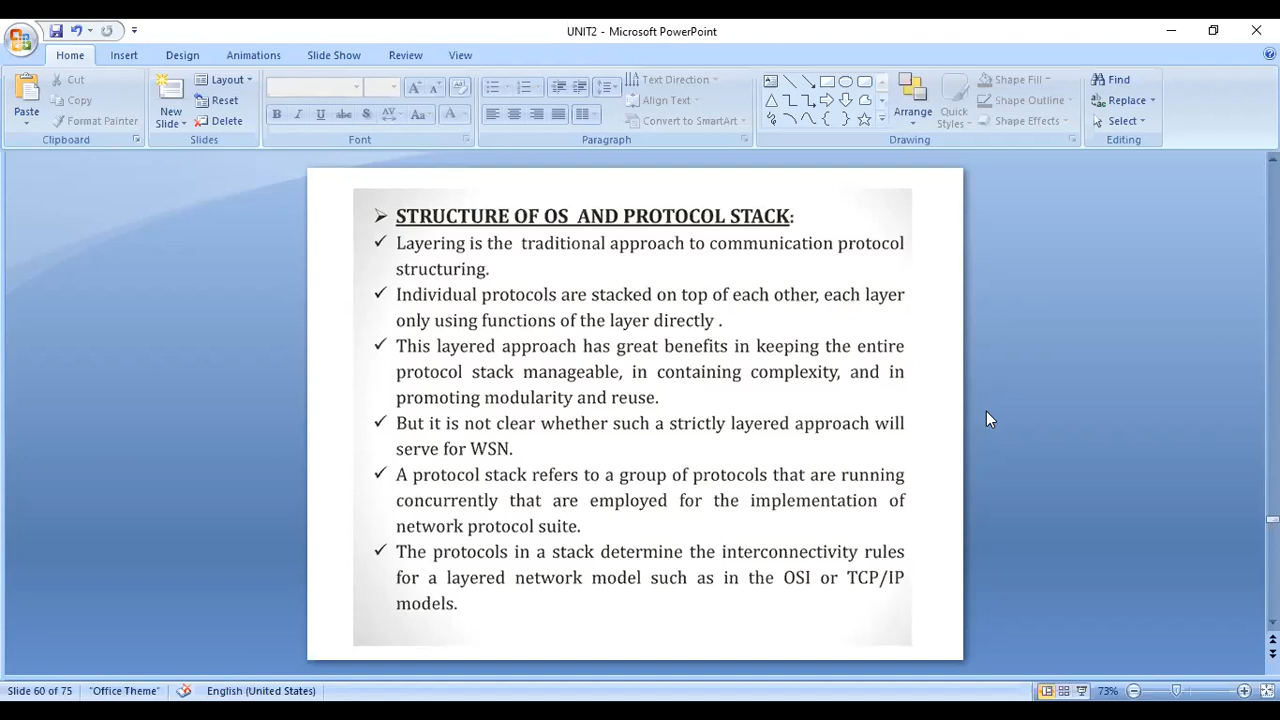 UNIT2 - Microsoft PowerPoint
Home Insert Design Animations Slide Show Review View
Cut
Copy
Format Painter
Paste
Clipboard
New
Slide
Layout
Reset
Delete
Slides
B I U abc S AV Aa A
Font
Text Direction
Align Text
Convert to SmartArt
Paragraph
Arrange
Quick
Styles
Shape Fill
Shape Outline
Shape Effects
Drawing
Find
Replace
Select
Editing
STRUCTURE OF OS AND PROTOCOL STACK:
Layering is the traditional approach to communication protocol
structuring.
Individual protocols are stacked on top of each other, each layer
only using functions of the layer directly .
This layered approach has great benefits in keeping the entire
protocol stack manageable, in containing complexity, and in
promoting modularity and reuse.
But it is not clear whether such a strictly layered approach will
serve for WSN.
A protocol stack refers to a group of protocols that are running
concurrently that are employed for the implementation of
network protocol suite.
The protocols in a stack determine the interconnectivity rules
for a layered network model such as in the OSI or TCP/IP
models.
Slide 60 of 75 "Office Theme" English (United States) 73%